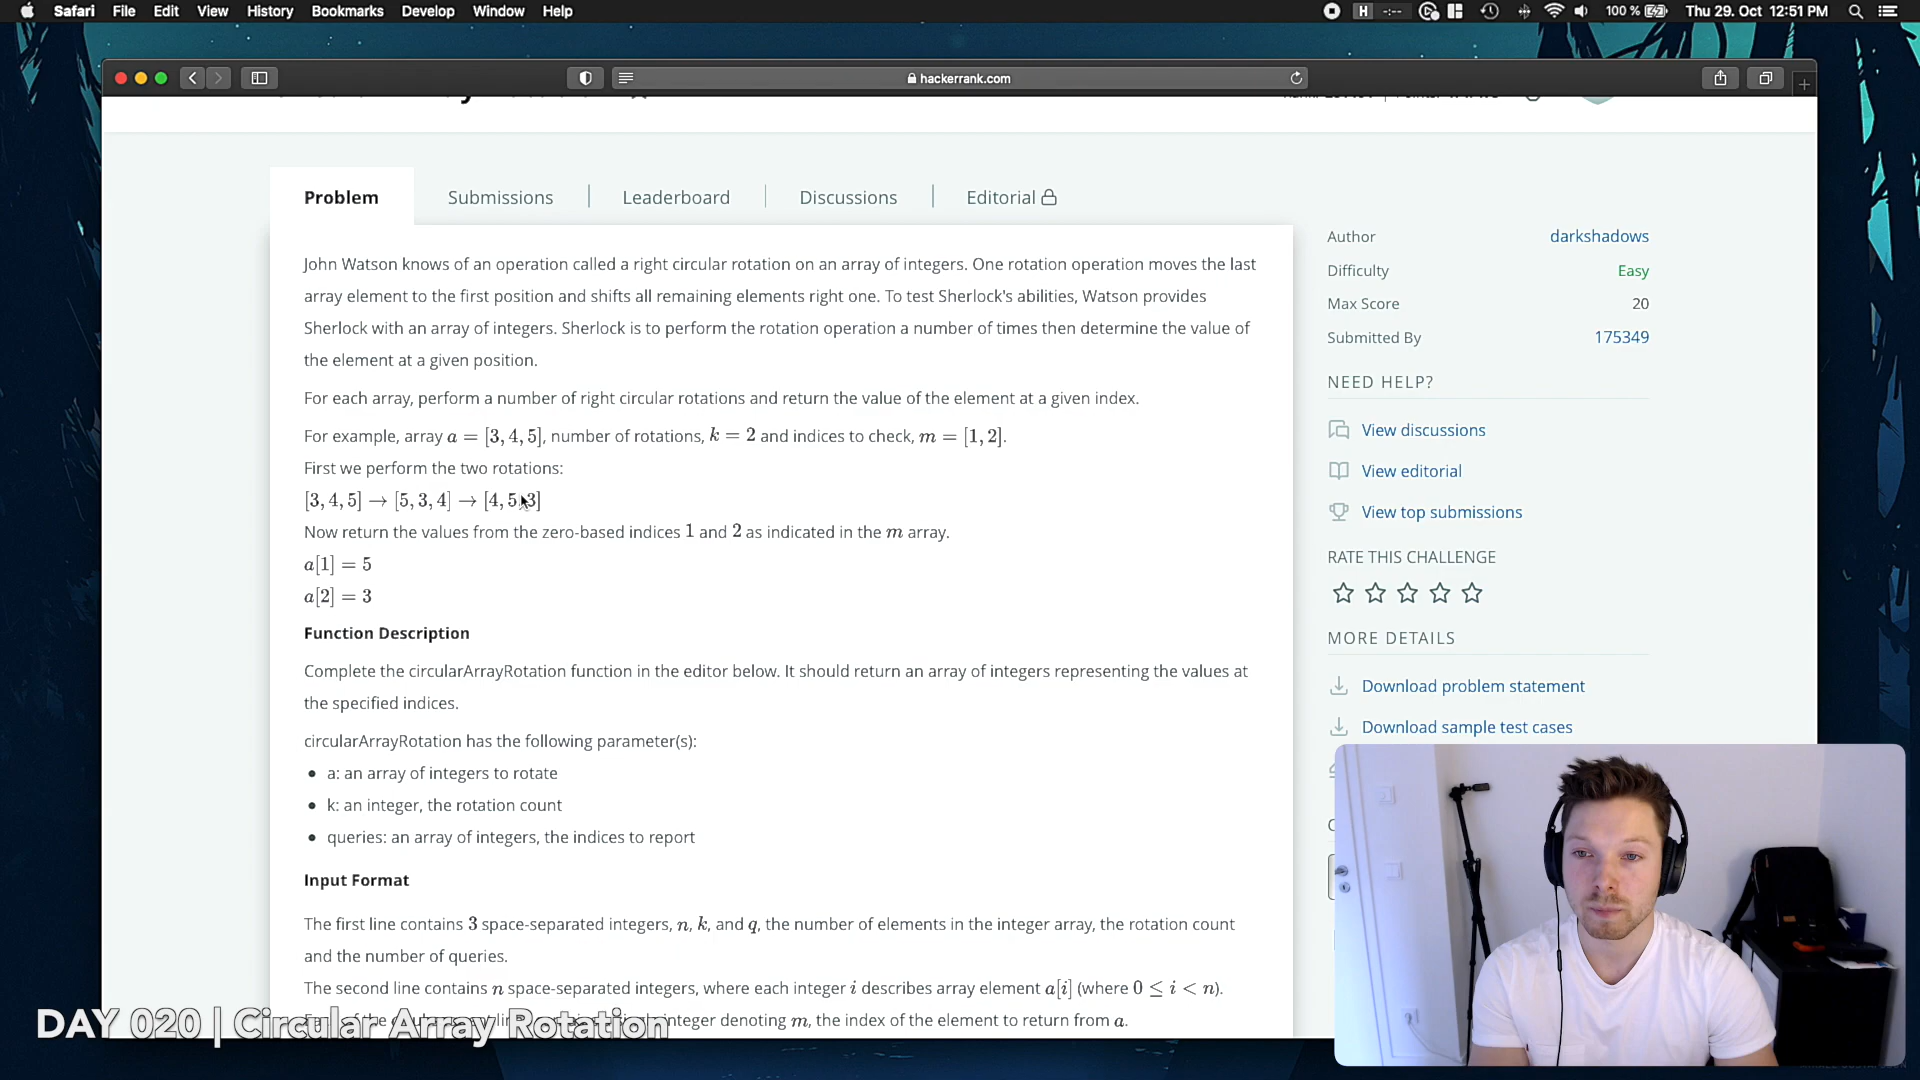 Safari File Edit View History Bookmarks Develop Window Help
H -:-- 100 % Thu 29. Oct 12:51 PM
hackerrank.com
Problem Submissions Leaderboard Discussions Editorial
John Watson knows of an operation called a right circular rotation on an array of integers. One rotation operation moves the last
array element to the first position and shifts all remaining elements right one. To test Sherlock's abilities, Watson provides
Sherlock with an array of integers. Sherlock is to perform the rotation operation a number of times then determine the value of
the element at a given position.
For each array, perform a number of right circular rotations and return the value of the element at a given index.
For example, array a = [3, 4, 5], number of rotations, k = 2 and indices to check, m = [1, 2].
First we perform the two rotations:
[3, 4, 5] → [5, 3, 4] → [4, 5, 3]
Now return the values from the zero-based indices 1 and 2 as indicated in the m array.
a[1] = 5
a[2] = 3
Function Description
Complete the circularArrayRotation function in the editor below. It should return an array of integers representing the values at
the specified indices.
circularArrayRotation has the following parameter(s):
• a: an array of integers to rotate
• k: an integer, the rotation count
• queries: an array of integers, the indices to report
Input Format
The first line contains 3 space-separated integers, n, k, and q, the number of elements in the integer array, the rotation count
and the number of queries.
The second line contains n space-separated integers, where each integer i describes array element a[i] (where 0 ≤ i < n).
integer denoting m, the index of the element to return from a.
Author darkshadows
Difficulty Easy
Max Score 20
Submitted By 175349
NEED HELP?
View discussions
View editorial
View top submissions
RATE THIS CHALLENGE
MORE DETAILS
Download problem statement
Download sample test cases
DAY 020 | Circular Array Rotation